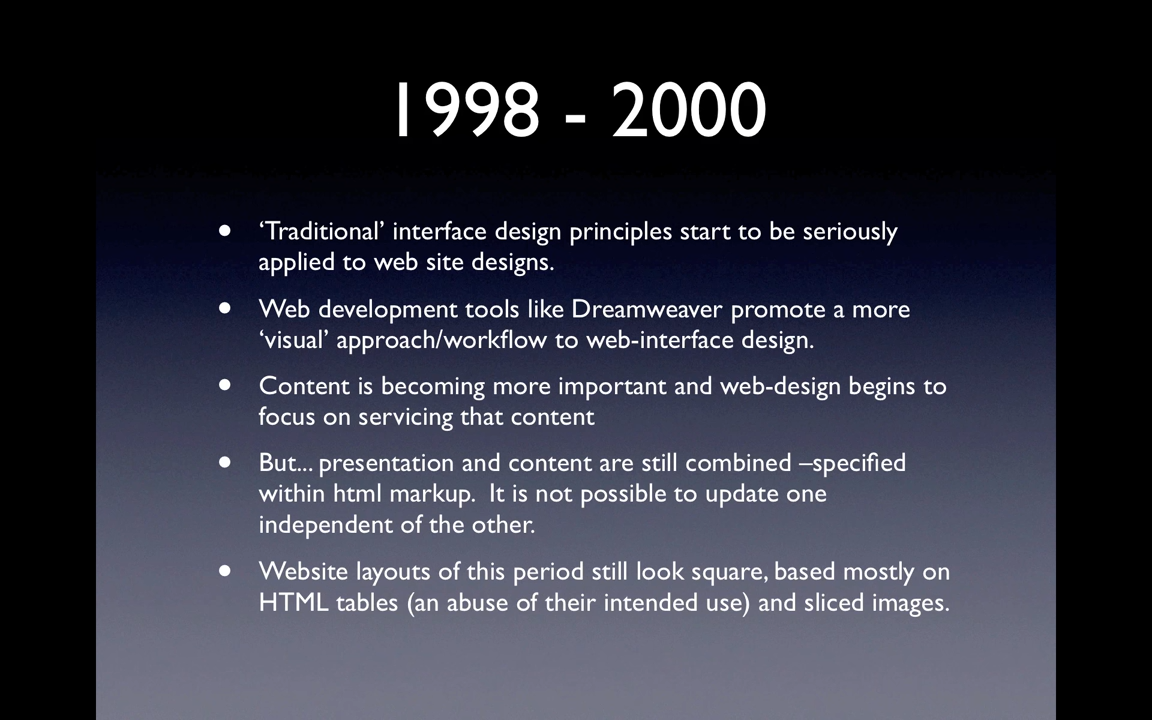 1998 - 2000
• ‘Traditional’ interface design principles start to be seriously
applied to web site designs.
• Web development tools like Dreamweaver promote a more
‘visual’ approach/workflow to web-interface design.
• Content is becoming more important and web-design begins to
focus on servicing that content
• But... presentation and content are still combined –specified
within html markup.  It is not possible to update one
independent of the other.
• Website layouts of this period still look square, based mostly on
HTML tables (an abuse of their intended use) and sliced images.